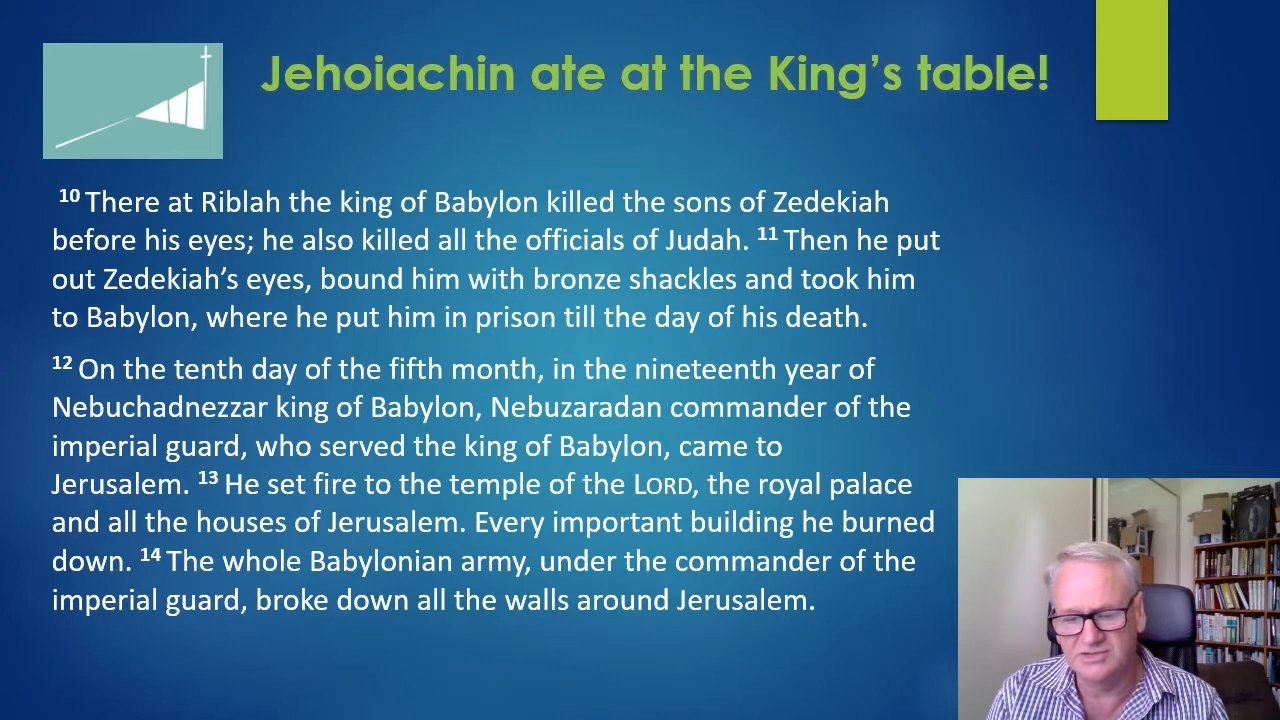 Jehoiachin ate at the King’s table!
10 There at Riblah the king of Babylon killed the sons of Zedekiah
before his eyes; he also killed all the officials of Judah. 11 Then he put
out Zedekiah’s eyes, bound him with bronze shackles and took him
to Babylon, where he put him in prison till the day of his death.
12 On the tenth day of the fifth month, in the nineteenth year of
Nebuchadnezzar king of Babylon, Nebuzaradan commander of the
imperial guard, who served the king of Babylon, came to
Jerusalem. 13 He set fire to the temple of the LORD, the royal palace
and all the houses of Jerusalem. Every important building he burned
down. 14 The whole Babylonian army, under the commander of the
imperial guard, broke down all the walls around Jerusalem.